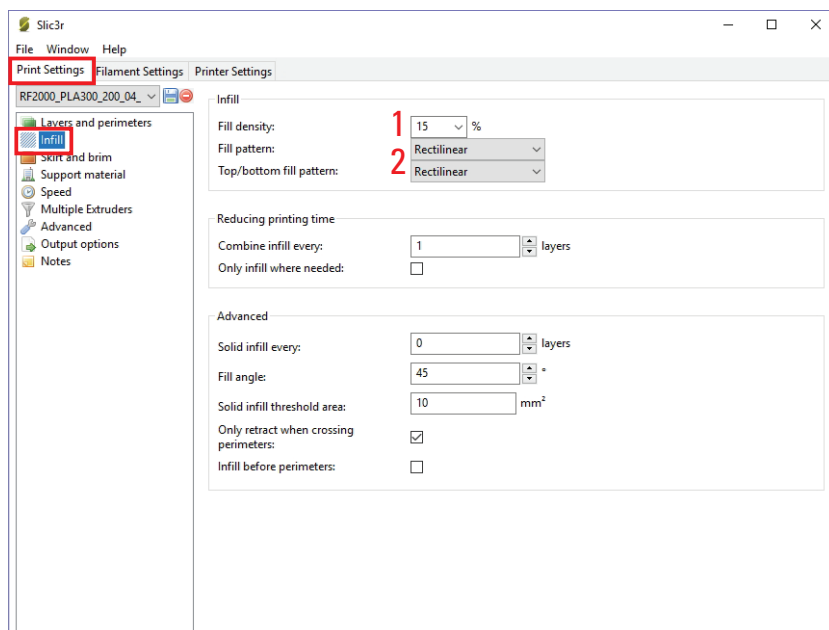 Slic3r
File Window Help
Print Settings Filament Settings Printer Settings
RF2000_PLA300_200_04_
Layers and perimeters
Infill
Skirt and brim
Support material
Speed
Multiple Extruders
Advanced
Output options
Notes
Infill
Fill density: 1 15 %
Fill pattern: Rectilinear
2
Top/bottom fill pattern: Rectilinear
Reducing printing time
Combine infill every: 1 layers
Only infill where needed:
Advanced
Solid infill every: 0 layers
Fill angle: 45 °
Solid infill threshold area: 10 mm²
Only retract when crossing
perimeters:
Infill before perimeters: